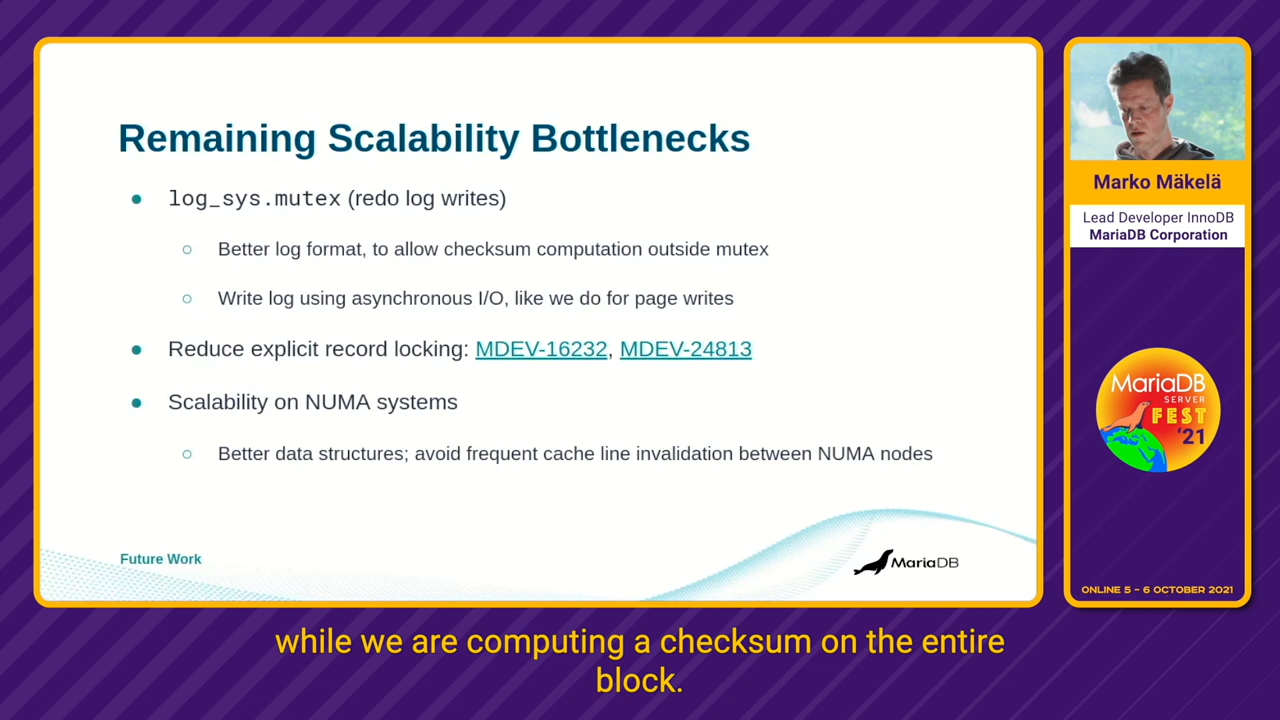 Remaining Scalability Bottlenecks
● log_sys.mutex (redo log writes)
○ Better log format, to allow checksum computation outside mutex
○ Write log using asynchronous I/O, like we do for page writes
● Reduce explicit record locking: MDEV-16232, MDEV-24813
● Scalability on NUMA systems
○ Better data structures; avoid frequent cache line invalidation between NUMA nodes
Future Work
MariaDB
Marko Mäkelä
Lead Developer InnoDB
MariaDB Corporation
MariaDB
SERVER
FEST
'21
ONLINE 5 – 6 OCTOBER 2021
while we are computing a checksum on the entire
block.